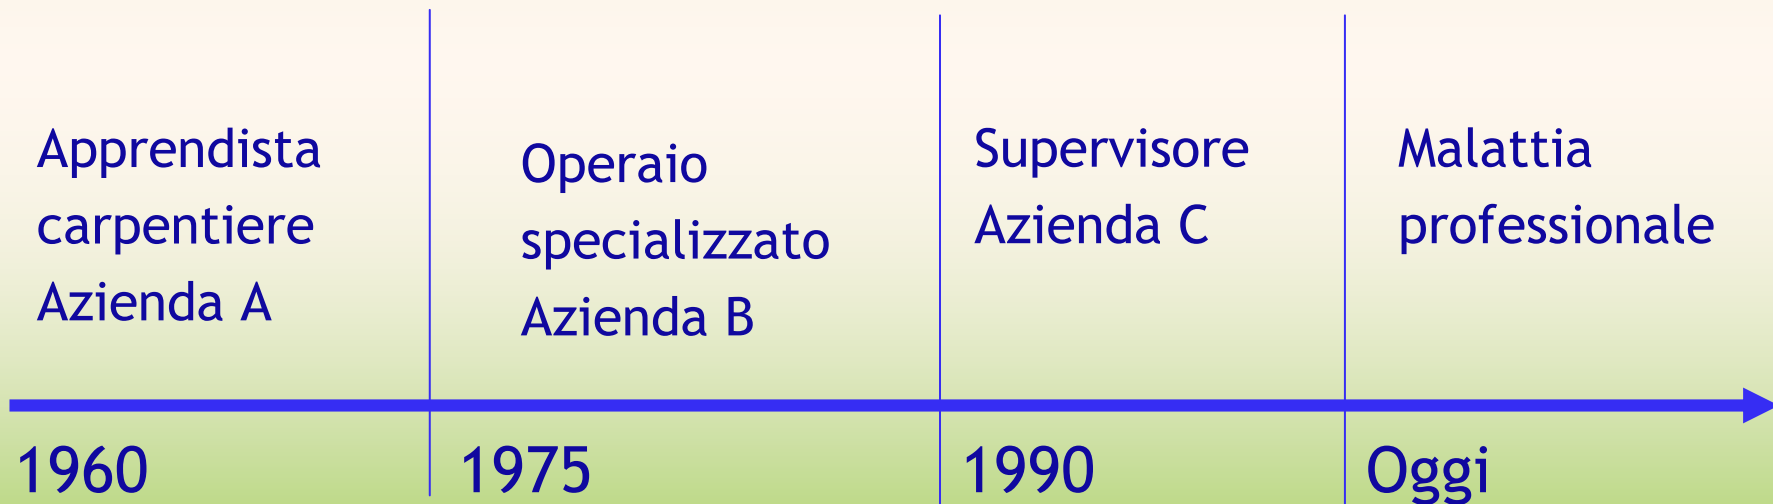 Apprendista
carpentiere
Azienda A
Operaio
specializzato
Azienda B
Supervisore
Azienda C
Malattia
professionale
1960
1975
1990
Oggi